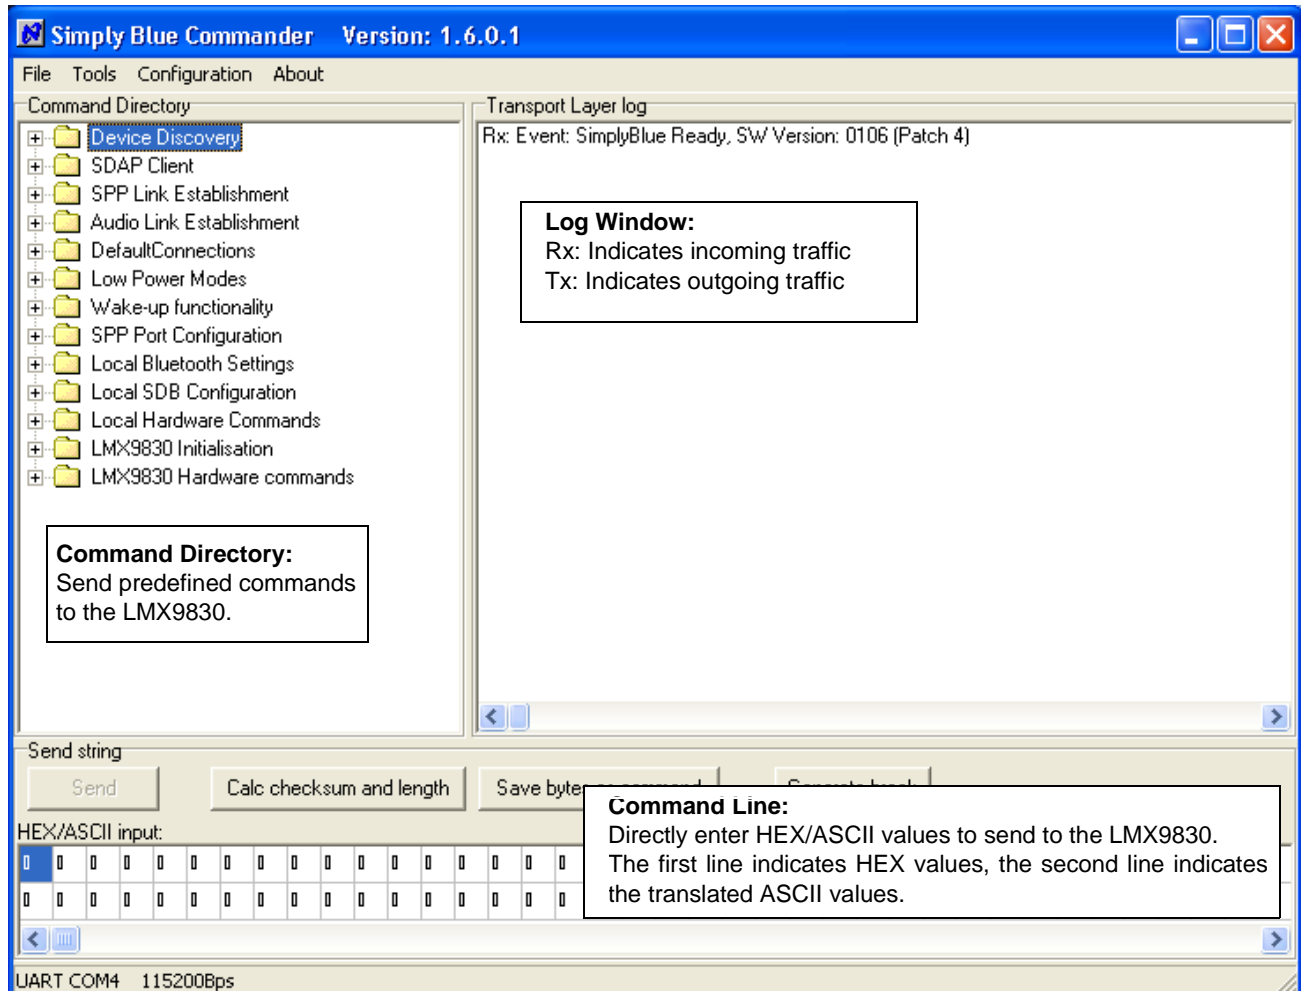 Simply Blue Commander Version: 1.6.0.1
File Tools Configuration About
Command Directory
Device Discovery
SDAP Client
SPP Link Establishment
Audio Link Establishment
DefaultConnections
Low Power Modes
Wake-up functionality
SPP Port Configuration
Local Bluetooth Settings
Local SDB Configuration
Local Hardware Commands
LMX9830 Initialisation
LMX9830 Hardware commands
Command Directory:
Send predefined commands
to the LMX9830.
Transport Layer log
Rx: Event: SimplyBlue Ready, SW Version: 0106 (Patch 4)
Log Window:
Rx: Indicates incoming traffic
Tx: Indicates outgoing traffic
Send string
Send Calc checksum and length Save bytes
Command Line:
Directly enter HEX/ASCII values to send to the LMX9830.
The first line indicates HEX values, the second line indicates
the translated ASCII values.
HEX/ASCII input:
UART COM4 115200Bps